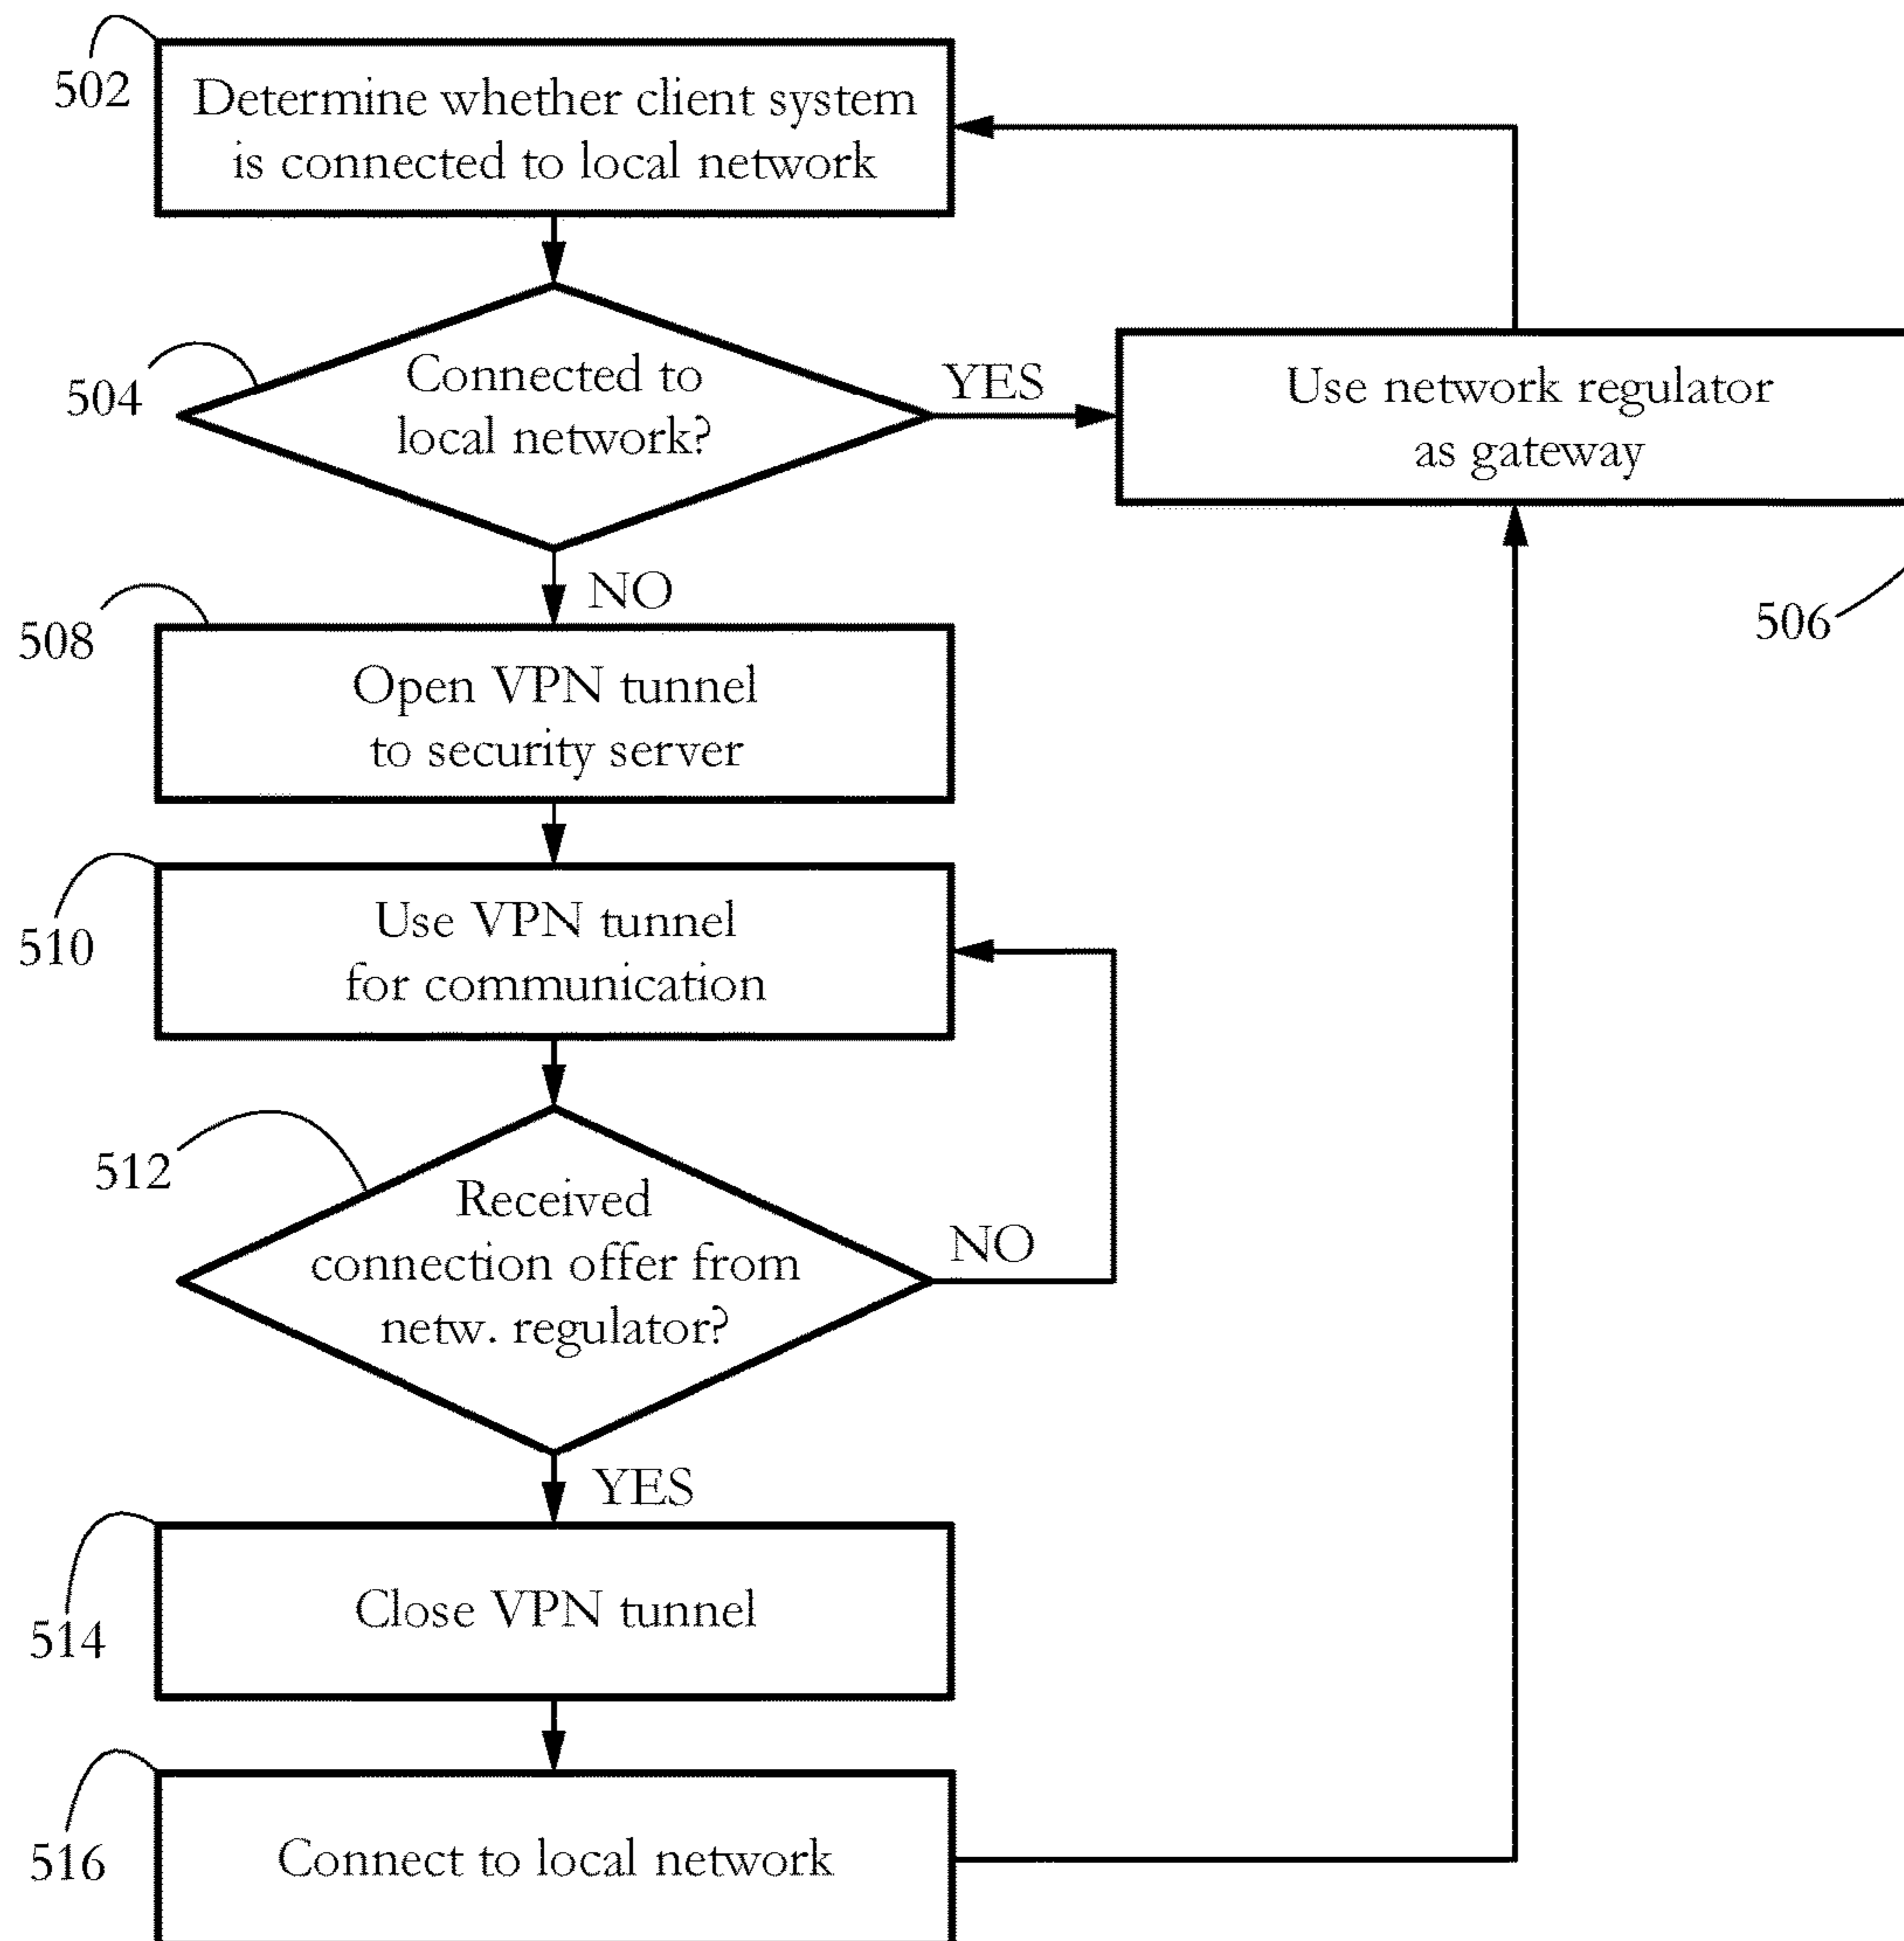 502
Determine whether client system
is connected to local network
504
Connected to
local network?
YES
Use network regulator
as gateway
506
NO
508
Open VPN tunnel
to security server
510
Use VPN tunnel
for communication
512
Received
connection offer from
netw. regulator?
NO
YES
514
Close VPN tunnel
516
Connect to local network